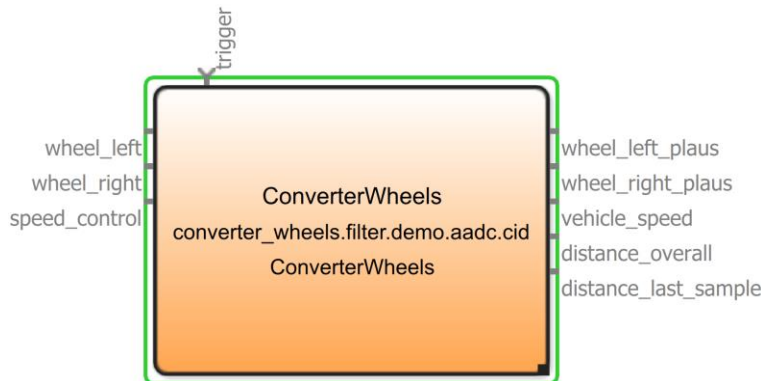 trigger
wheel_left
wheel_right
speed_control
ConverterWheels
converter_wheels.filter.demo.aadc.cid
ConverterWheels
wheel_left_plaus
wheel_right_plaus
vehicle_speed
distance_overall
distance_last_sample